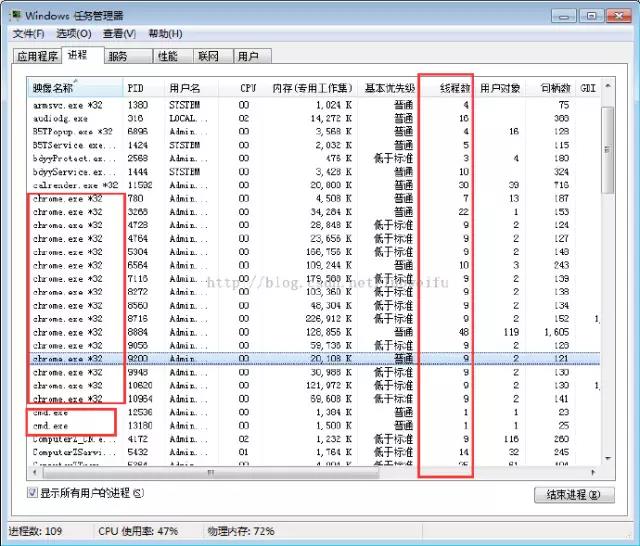 Windows 任务管理器
文件(F) 选项(O) 查看(V) 帮助(H)
应用程序 进程 服务 性能 联网 用户
映像名称 PID 用户名 CPU 内存(专用工作集) 基本优先级 线程数 用户对象 句柄数 GDI
armsvc.exe *32 1380 SYSTEM 00 1,024 K 普通 4 75
audiodg.exe 316 LOCAL... 02 14,272 K 普通 16 368
B5TPopup.exe *32 6896 Admin... 00 3,568 K 普通 4 16 128
B5TService.exe... 1424 SYSTEM 00 2,032 K 普通 5 115
bdyyProtect.ex... 2568 Admin... 00 476 K 低于标准 3 4 180
bdyyService.ex... 1444 SYSTEM 00 3,428 K 普通 10 324
calrender.exe *32 11592 Admin... 00 20,800 K 普通 30 39 716
chrome.exe *32 780 Admin... 00 4,508 K 普通 7 13 187
chrome.exe *32 3268 Admin... 00 34,284 K 普通 22 1 153
chrome.exe *32 4728 Admin... 00 28,848 K 低于标准 9 2 124
chrome.exe *32 4764 Admin... 00 23,656 K 低于标准 9 2 127
chrome.exe *32 5304 Admin... 00 166,756 K 低于标准 9 2 148
chrome.exe *32 6564 Admin... 00 109,244 K 普通 10 3 243
chrome.exe *32 7116 Admin... 00 179,508 K 低于标准 9 2 139
chrome.exe *32 8272 Admin... 00 103,360 K 低于标准 9 2 138
chrome.exe *32 8560 Admin... 00 48,304 K 低于标准 9 2 134
chrome.exe *32 8716 Admin... 00 226,912 K 低于标准 9 2 152 1,
chrome.exe *32 8884 Admin... 00 128,856 K 普通 48 119 1,605
chrome.exe *32 9056 Admin... 00 59,736 K 低于标准 9 2 128
chrome.exe *32 9200 Admin... 00 20,108 K 普通 9 2 121
chrome.exe *32 9948 Admin... 00 30,988 K 低于标准 9 2 130
chrome.exe *32 10620 Admin... 00 121,972 K 低于标准 9 2 130 1,
chrome.exe *32 10964 Admin... 00 69,608 K 低于标准 9 2 141
cmd.exe 12536 Admin... 00 1,384 K 普通 1 1 23
cmd.exe 13180 Admin... 00 1,500 K 普通 1 1 25
ComputerZ_CN.e... 4172 Admin... 02 1,232 K 低于标准 9 116 260
ComputerZServi... 5432 Admin... 01 1,764 K 低于标准 14 32 245
显示所有用户的进程(S) 结束进程(E)
进程数: 109 CPU 使用率: 47% 物理内存: 72%